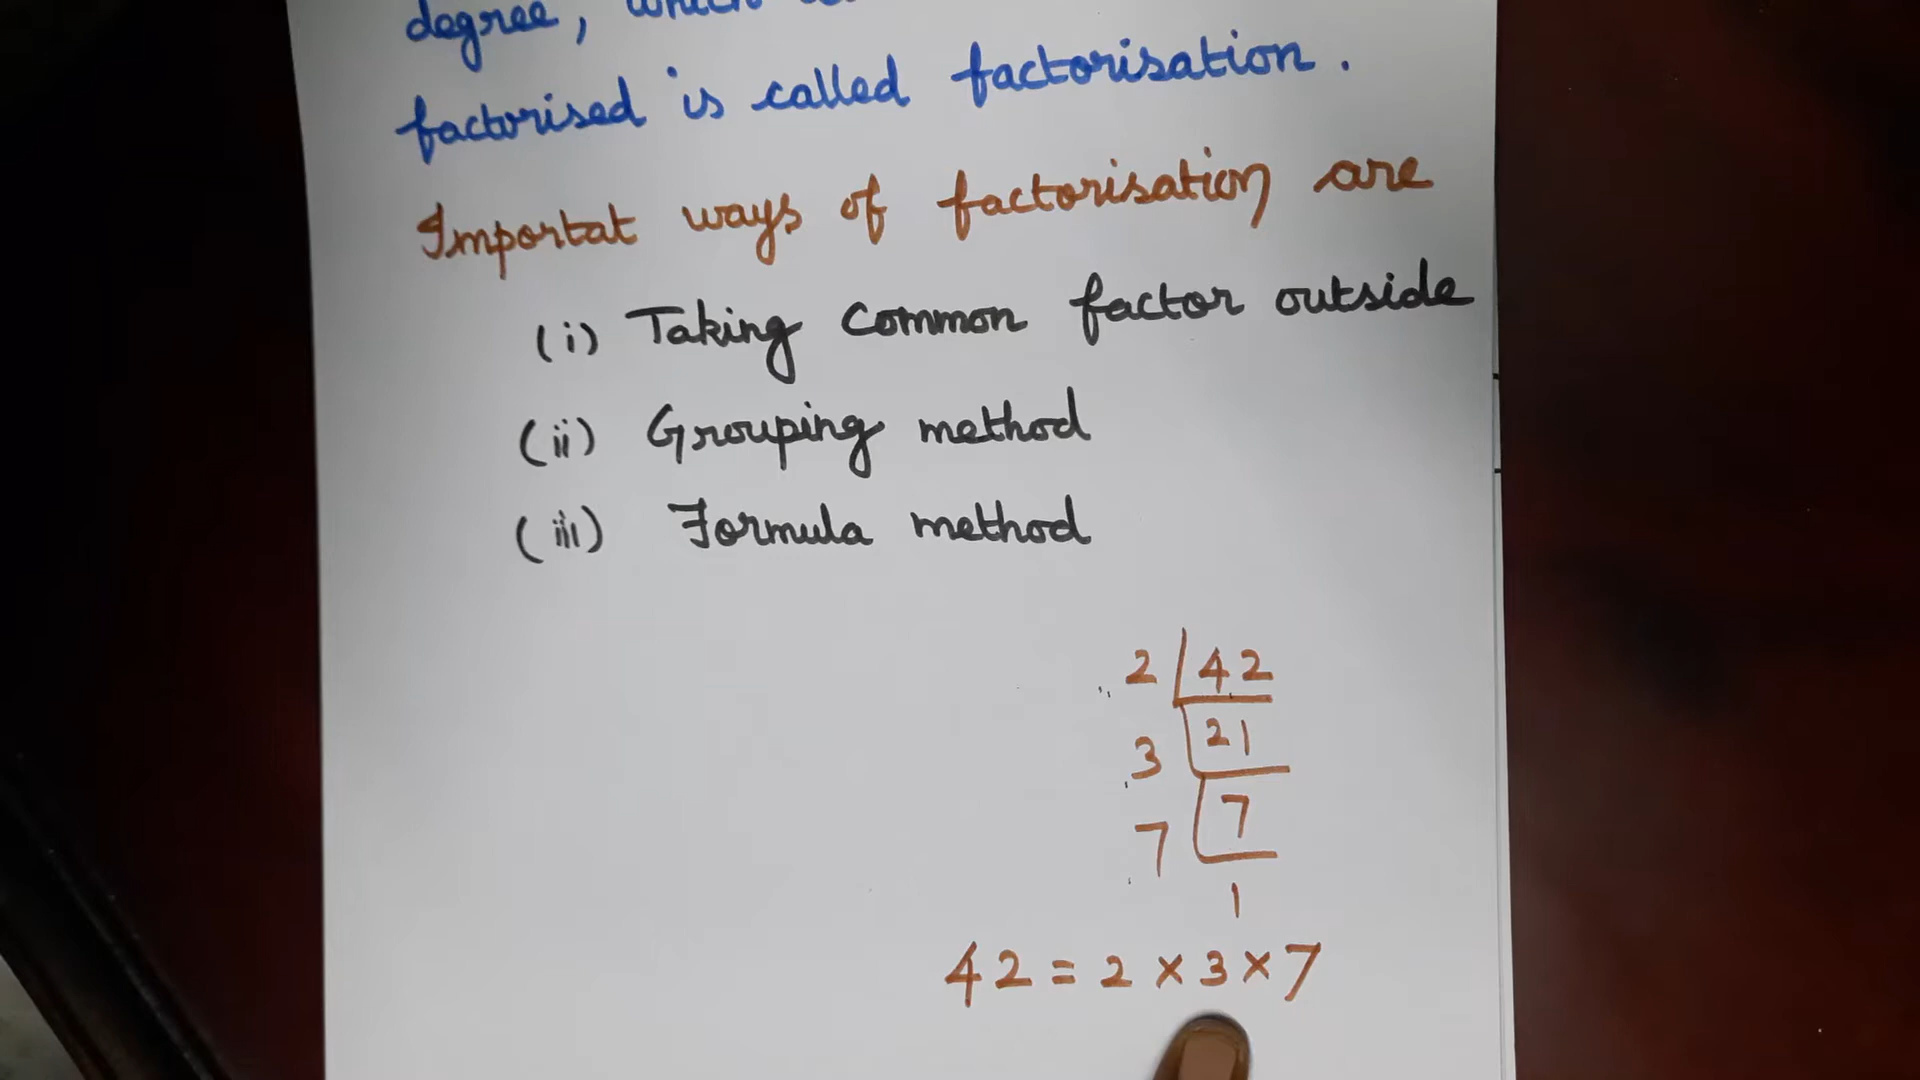 degree, which
factorised is called factorisation.
Importat ways of factorisation are
(i) Taking Common factor outside
(ii) Grouping method
(iii) Formula method
2 | 42
3 | 21
7 | 7
1
42 = 2 × 3 × 7